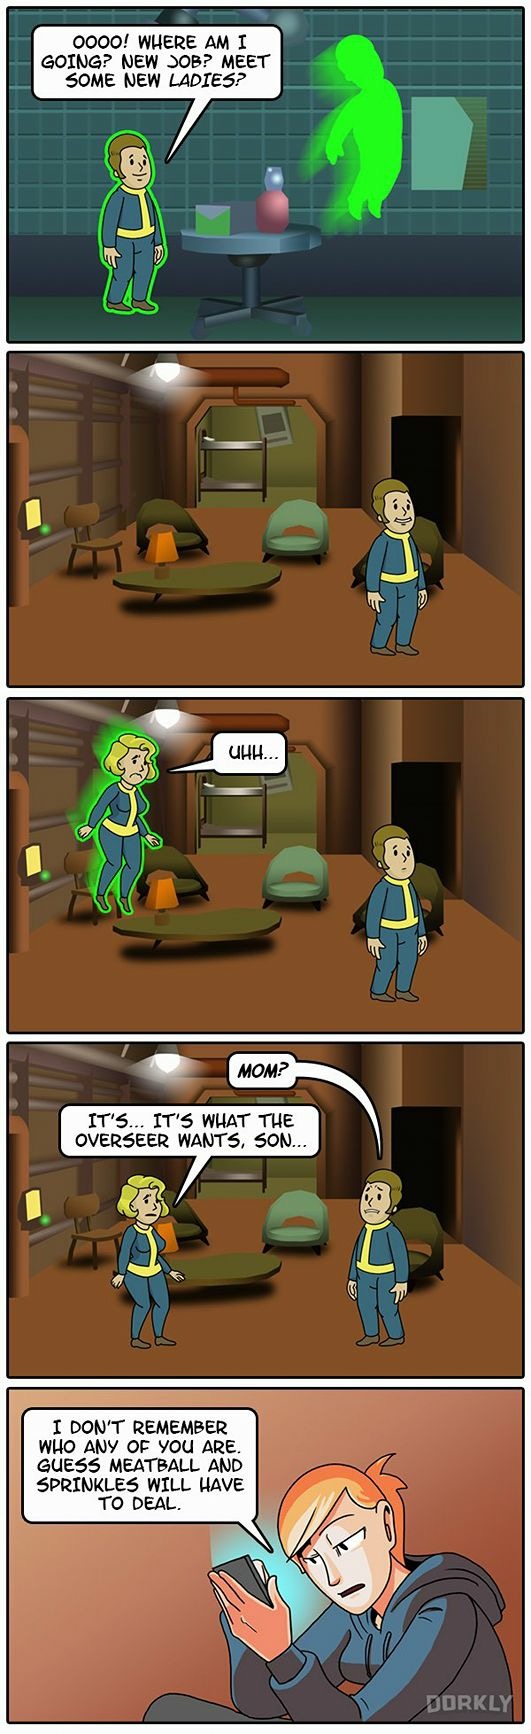 OOOO! WHERE AM I
GOING? NEW JOB? MEET
SOME NEW LADIES?
UHH...
MOM?
IT'S... IT'S WHAT THE
OVERSEER WANTS, SON...
I DON'T REMEMBER
WHO ANY OF YOU ARE.
GUESS MEATBALL AND
SPRINKLES WILL HAVE
TO DEAL.
DORKLY